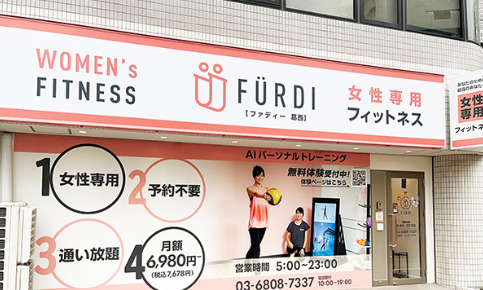 WOMEN's
FITNESS
FÜRDI
[ファディー 葛西]
女性専用
フィットネス
女性専用
フィットネス
AIパーソナルトレーニング
無料体験受付中!
体験ページはこちら
1 女性専用
2 予約不要
3 通い放題
4 月額
6,980円~
(税込7,678円)
営業時間 5:00~23:00
03-6808-7337
10:00~19:00
FÜRDI